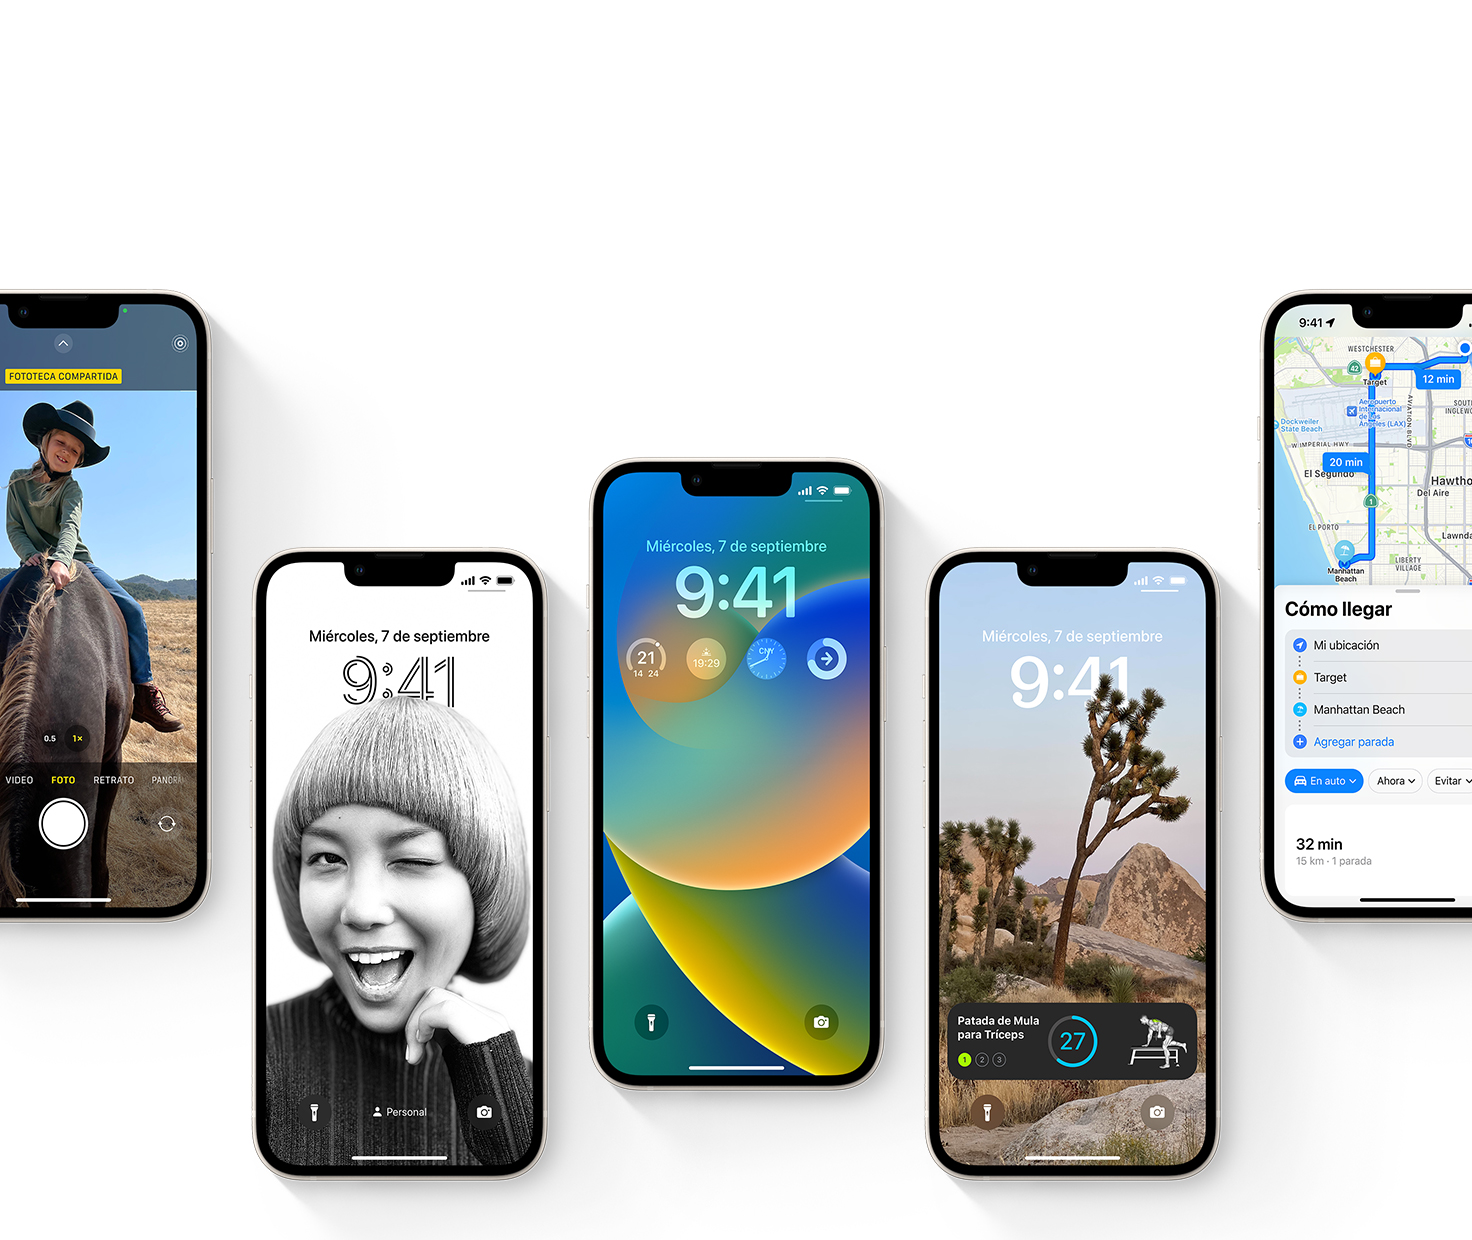 FOTOTECA COMPARTIDA
0.5
1×
VIDEO
FOTO
RETRATO
Miércoles, 7 de septiembre
9:41
Personal
Miércoles, 7 de septiembre
9:41
21
14 24
19:29
Miércoles, 7 de septiembre
9:41
Patada de Mula
para Tríceps
1 2 3
27
9:41
WESTCHESTER
42
Target
12 min
Aeropuerto
Internacional
de Los
Ángeles (LAX)
AVIATION BLVD
Dockweiler
State Beach
W IMPERIAL HWY
20 min
El Segundo
Del Aire
1
EL PORTO
LIBERTY
VILLAGE
Manhattan
Beach
Cómo llegar
Mi ubicación
Target
Manhattan Beach
Agregar parada
En auto
Ahora
Evitar
32 min
15 km · 1 parada